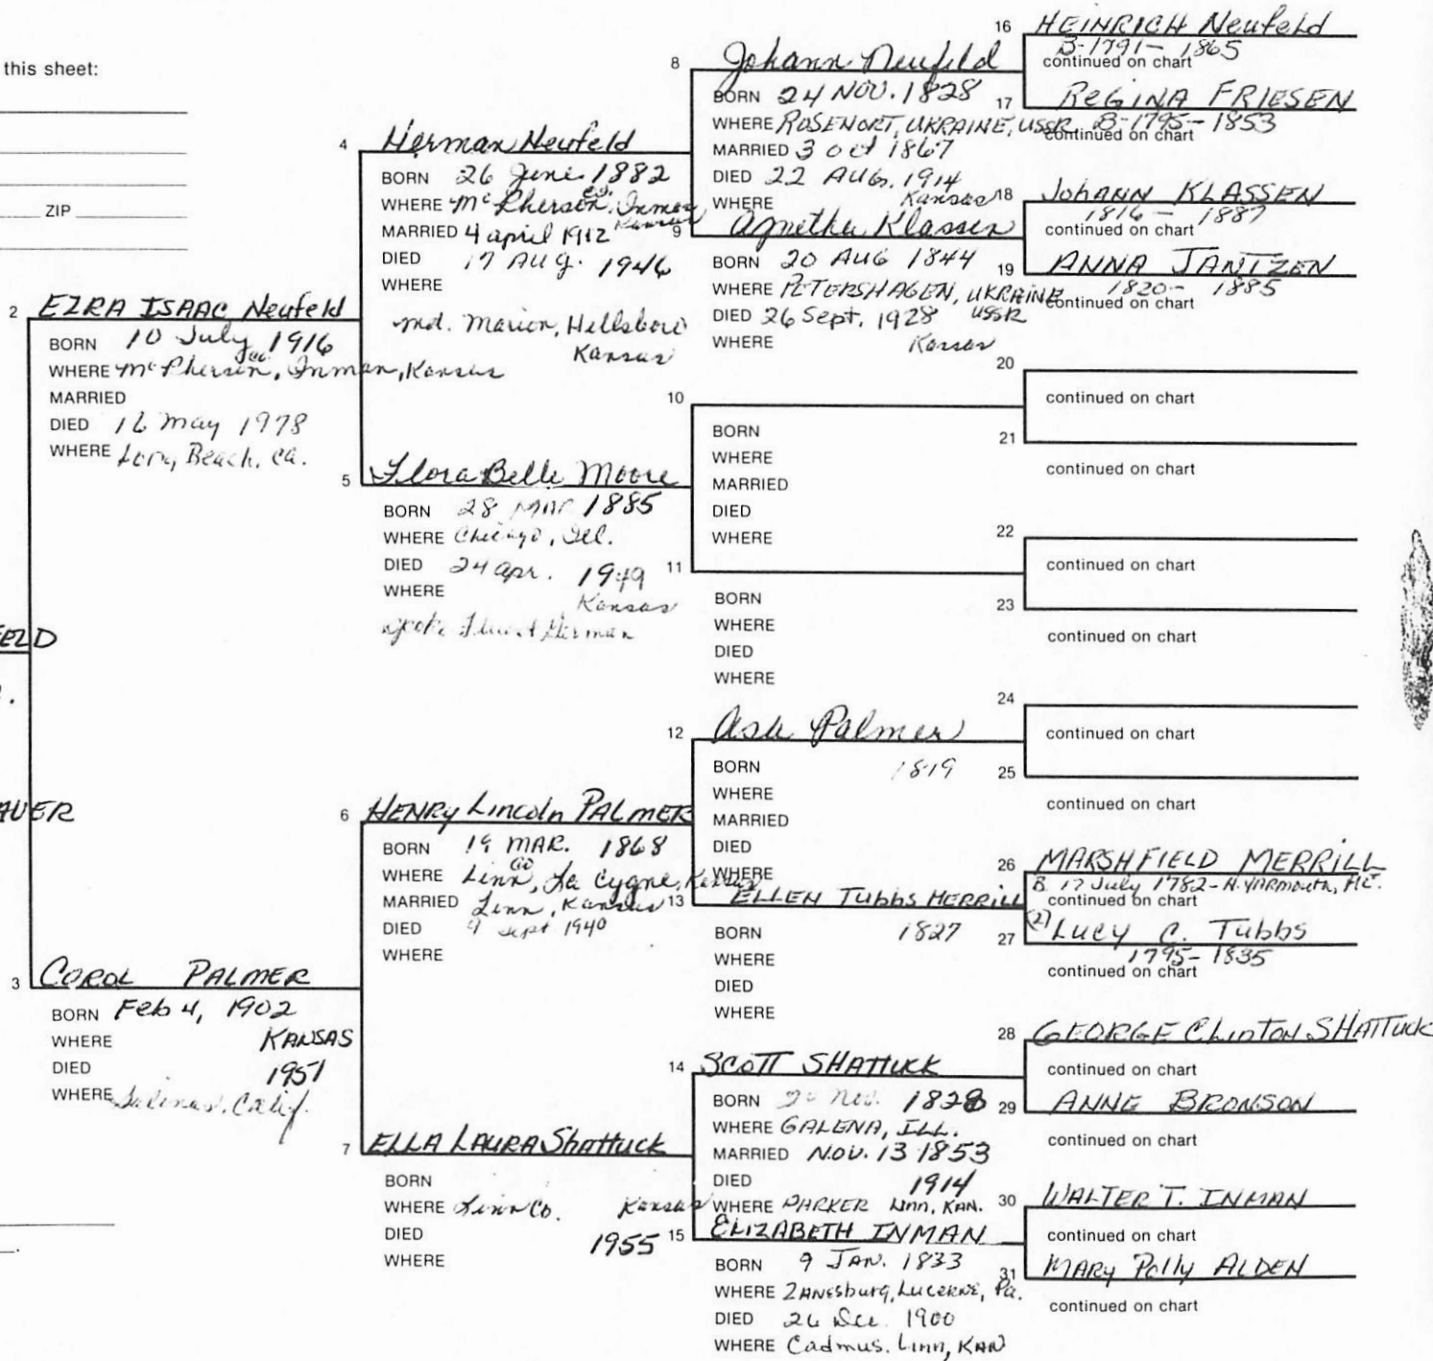 this sheet:
ZIP
ELD
AUER
2 EZRA ISAAC Neufeld
BORN 10 July 1916
WHERE McPherson, Co. Inman, Kansas
MARRIED
DIED 16 May 1978
WHERE Long Beach, Ca.
3 COROL PALMER
BORN Feb 4, 1902
WHERE KANSAS
DIED 1951
WHERE Salinas, Calif.
4 Herman Neufeld
BORN 26 June 1882
WHERE McPherson, Co. Inman Kansas
MARRIED 4 april 1912
DIED 17 AUG. 1946
WHERE
md. Marion, Hillsboro
Kansas
5 Flora Belle Moore
BORN 28 MAR 1885
WHERE Chicago, Ill.
DIED 24 apr. 1949
WHERE Kansas
spoke fluent German
6 HENRY Lincoln PALMER
BORN 19 MAR. 1868
WHERE Linn Co, La Cygne, Kansas
MARRIED Linn, Kansas
DIED 9 Sept 1940
WHERE
7 ELLA LAURA Shattuck
BORN
WHERE Linn Co. Kansas
DIED 1955
WHERE
8 Johann Neufeld
BORN 24 NOV. 1828
WHERE ROSENORT, UKRAINE, USSR
MARRIED 3 oct 1867
DIED 22 AUG. 1914
WHERE Kansas
9 Agnetha Klassen
BORN 20 AUG 1844
WHERE PETERSHAGEN, UKRAINE USSR
DIED 26 Sept. 1928
WHERE Kansas
10
BORN
WHERE
MARRIED
DIED
WHERE
11
BORN
WHERE
DIED
WHERE
12 Asa Palmer
BORN 1819
WHERE
MARRIED
DIED
WHERE
13 ELLEN TUBBS MERRILL
BORN 1827
WHERE
DIED
WHERE
14 SCOTT SHATTUCK
BORN Nov. 1828
WHERE GALENA, ILL.
MARRIED NOV. 13 1853
DIED 1914
WHERE PARKER Linn, KAN.
15 ELIZABETH INMAN
BORN 9 JAN. 1833
WHERE ZANESburg, LUCERNE, Pa.
DIED 26 Dec. 1900
WHERE Cadmus. Linn, KAN
16 HEINRICH Neufeld
B-1791- 1865
continued on chart
17 REGINA FRIESEN
B-1795-1853
continued on chart
18 JOHANN KLASSEN
1816 - 1887
continued on chart
19 ANNA JANTZEN
1820- 1885
continued on chart
20
continued on chart
21
continued on chart
22
continued on chart
23
continued on chart
24
continued on chart
25
continued on chart
26 MARSHFIELD MERRILL
B. 17 July 1782-N. YARMOUTH, ME.
continued on chart
27 (2) Lucy C. Tubbs
1795-1835
continued on chart
28 GEORGE CLINTON SHATTUCK
continued on chart
29 ANNE BRONSON
continued on chart
30 WALTER T. INMAN
continued on chart
31 MARY Polly ALDEN
continued on chart